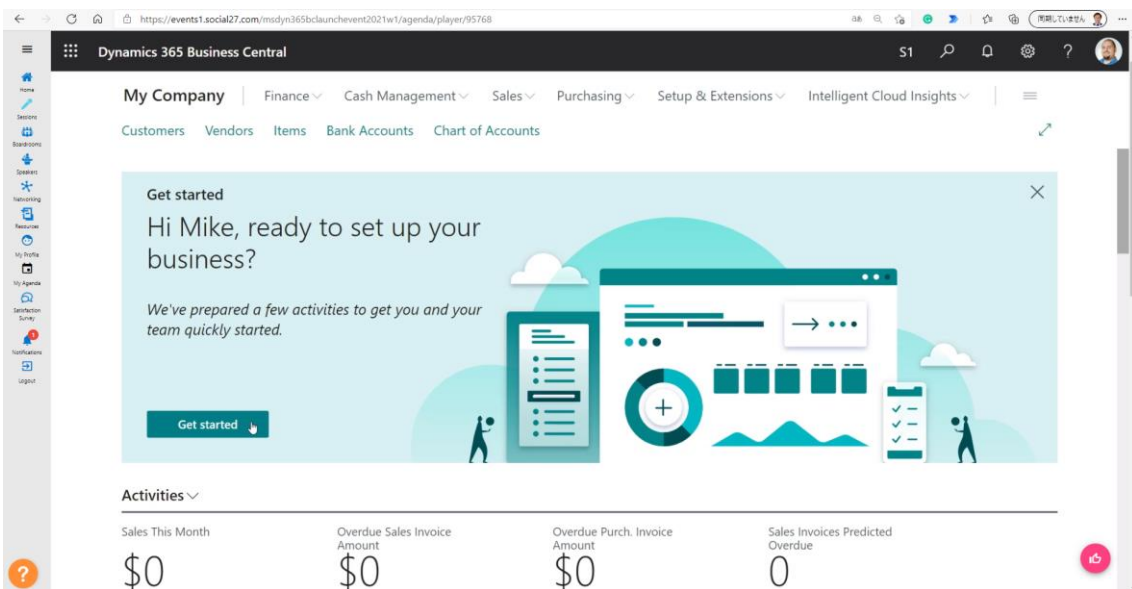 https://events1.social27.com/msdyn365bclaunchevent2021w1/agenda/player/95768
同期していません
Dynamics 365 Business Central
S1
?
Home
Sessions
Boardrooms
Speakers
Networking
Resources
My Profile
My Agenda
Satisfaction
Survey
Notifications
Logout
My Company
Finance Cash Management Sales Purchasing Setup & Extensions Intelligent Cloud Insights
Customers Vendors Items Bank Accounts Chart of Accounts
Get started
Hi Mike, ready to set up your
business?
We've prepared a few activities to get you and your
team quickly started.
Get started
Activities
Sales This Month
$0
Overdue Sales Invoice
Amount
$0
Overdue Purch. Invoice
Amount
$0
Sales Invoices Predicted
Overdue
0
?